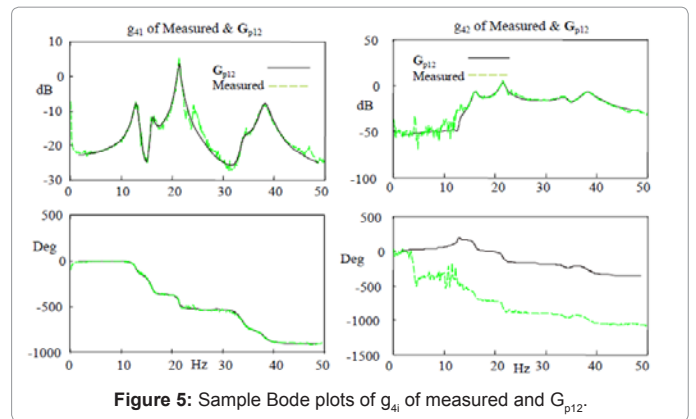 g41 of Measured & Gp12
10
0
dB
-10
-20
-30
Gp12
Measured
0 10 20 30 40 50
Hz
g42 of Measured & Gp12
50
0
dB
-50
-100
Gp12
Measured
0 10 20 30 40 50
Hz
500
Deg
0
-500
-1000
0 10 20 30 40 50
Hz
500
Deg
0
-500
-1000
-1500
0 10 20 30 40 50
Hz
Figure 5: Sample Bode plots of g4i of measured and Gp12.